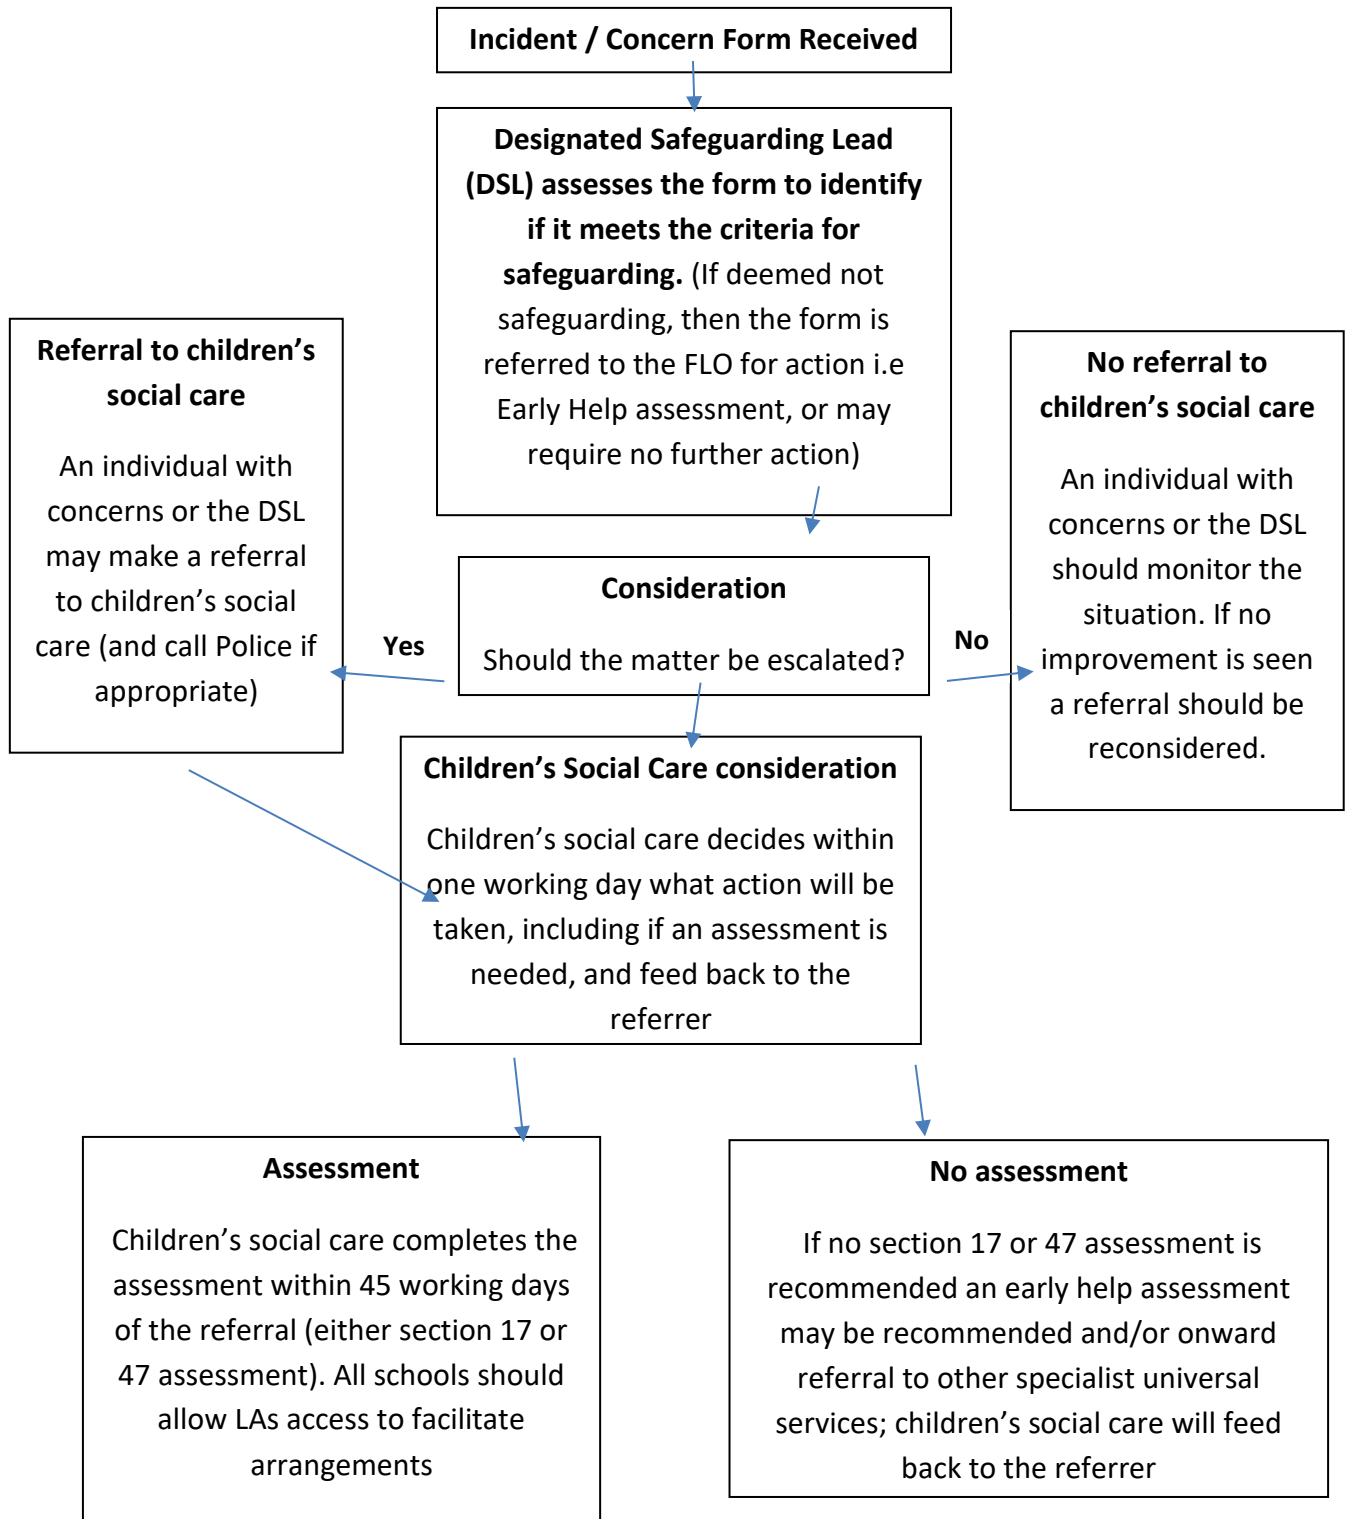 Incident / Concern Form Received
Designated Safeguarding Lead
(DSL) assesses the form to identify
if it meets the criteria for
safeguarding. (If deemed not
safeguarding, then the form is
referred to the FLO for action i.e
Early Help assessment, or may
require no further action)
Referral to children’s
social care
An individual with
concerns or the DSL
may make a referral
to children’s social
care (and call Police if
appropriate)
Yes
Consideration
Should the matter be escalated?
No
No referral to
children’s social care
An individual with
concerns or the DSL
should monitor the
situation. If no
improvement is seen
a referral should be
reconsidered.
Children’s Social Care consideration
Children’s social care decides within
one working day what action will be
taken, including if an assessment is
needed, and feed back to the
referrer
Assessment
Children’s social care completes the
assessment within 45 working days
of the referral (either section 17 or
47 assessment). All schools should
allow LAs access to facilitate
arrangements
No assessment
If no section 17 or 47 assessment is
recommended an early help assessment
may be recommended and/or onward
referral to other specialist universal
services; children’s social care will feed
back to the referrer